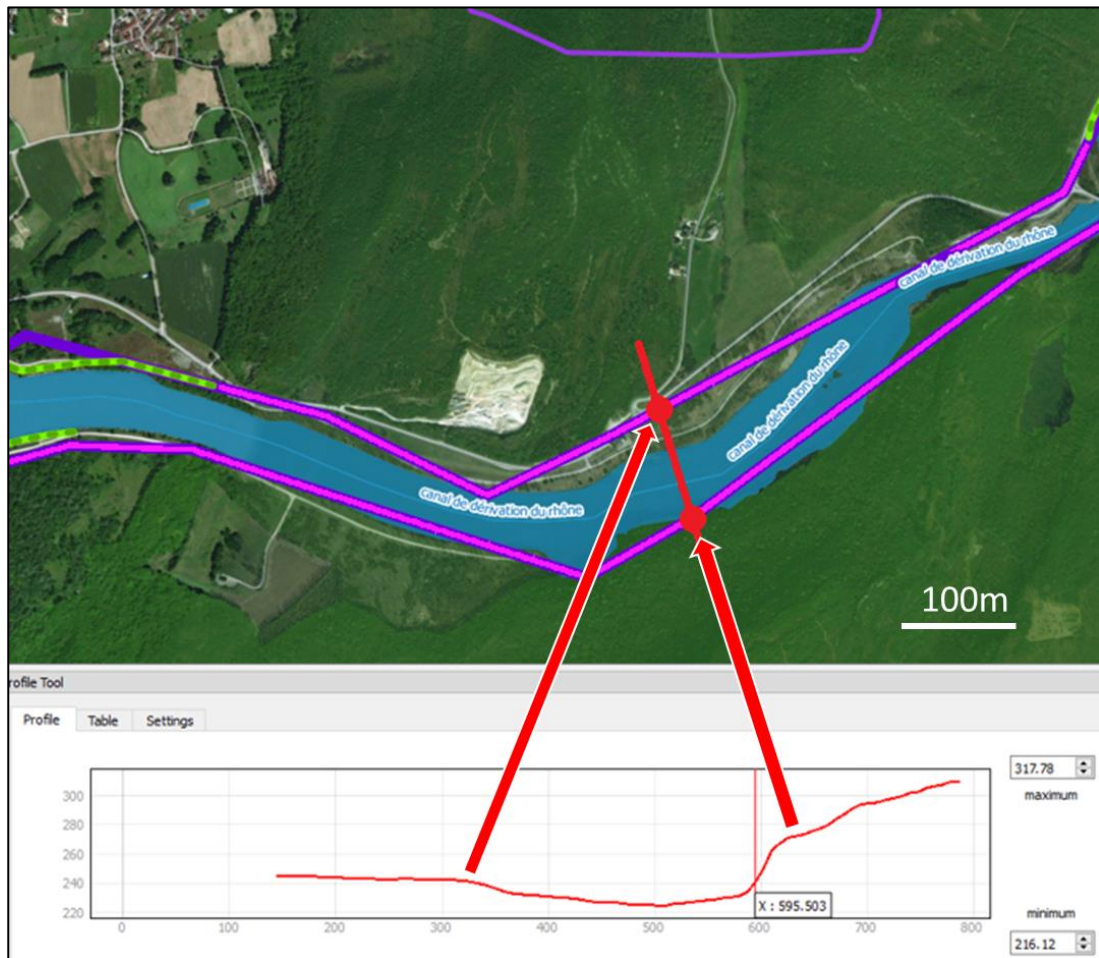 canal de dérivation du rhône
canal de dérivation du rhône
canal de dérivation du rhône
100m
rofile Tool
Profile Table Settings
300
280
260
240
220
0 100 200 300 400 500 600 700 800
X : 595.503
317.78
maximum
minimum
216.12